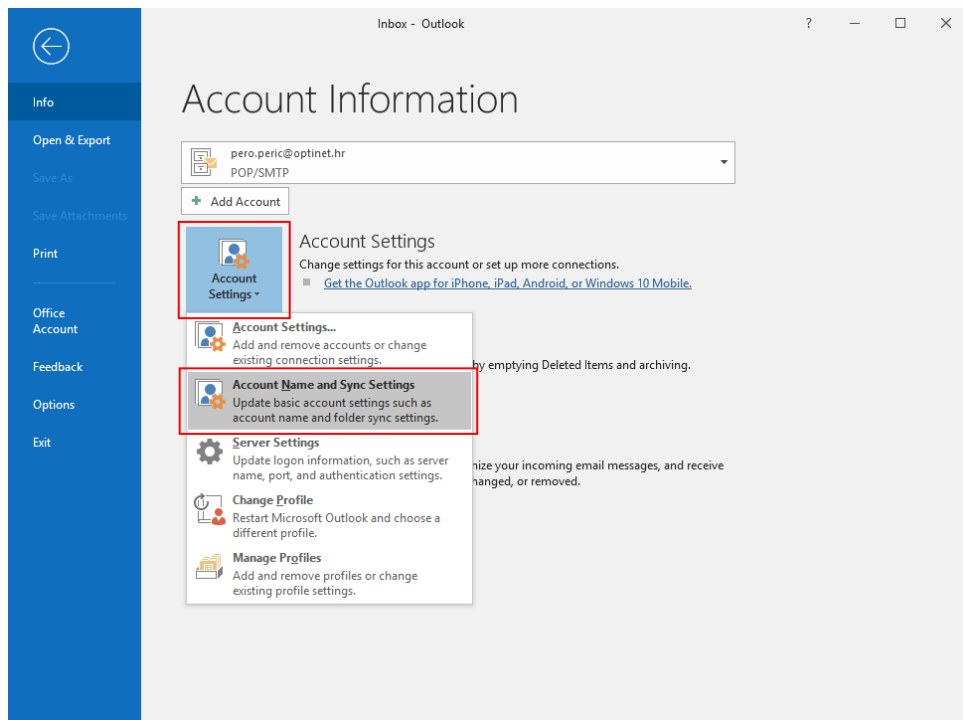 Inbox - Outlook
?
Info
Open & Export
Save As
Save Attachments
Print
Office
Account
Feedback
Options
Exit
Account Information
pero.peric@optinet.hr
POP/SMTP
+ Add Account
Account
Settings
Account Settings
Change settings for this account or set up more connections.
Get the Outlook app for iPhone, iPad, Android, or Windows 10 Mobile.
Account Settings...
Add and remove accounts or change
existing connection settings.
by emptying Deleted Items and archiving.
Account Name and Sync Settings
Update basic account settings such as
account name and folder sync settings.
Server Settings
Update logon information, such as server
name, port, and authentication settings.
your incoming email messages, and receive
or removed.
Change Profile
Restart Microsoft Outlook and choose a
different profile.
Manage Profiles
Add and remove profiles or change
existing profile settings.